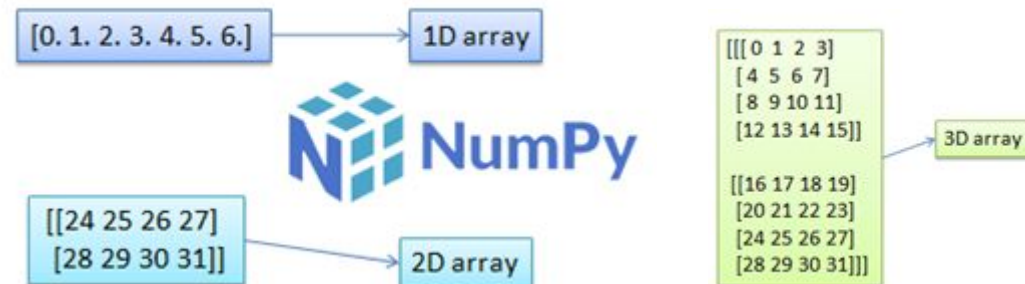 [0. 1. 2. 3. 4. 5. 6.]
1D array
NumPy
[[24 25 26 27]
[28 29 30 31]]
2D array
[[[ 0 1 2 3]
[ 4 5 6 7]
[ 8 9 10 11]
[12 13 14 15]]
[[16 17 18 19]
[20 21 22 23]
[24 25 26 27]
[28 29 30 31]]]
3D array